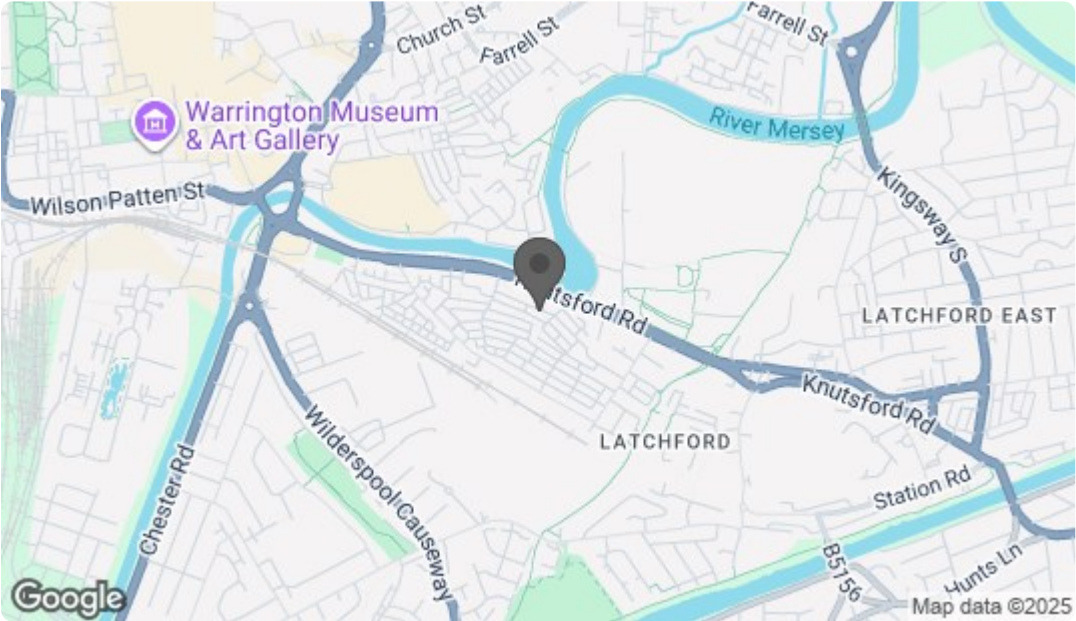 Church St
Farrell St
Farrell St
Warrington Museum
& Art Gallery
River Mersey
Wilson Patten St
Kingsway S
Knutsford Rd
LATCHFORD EAST
Knutsford Rd
LATCHFORD
Wilderspool Causeway
Chester Rd
Station Rd
B5156
Hunts Ln
Google
Map data ©2025